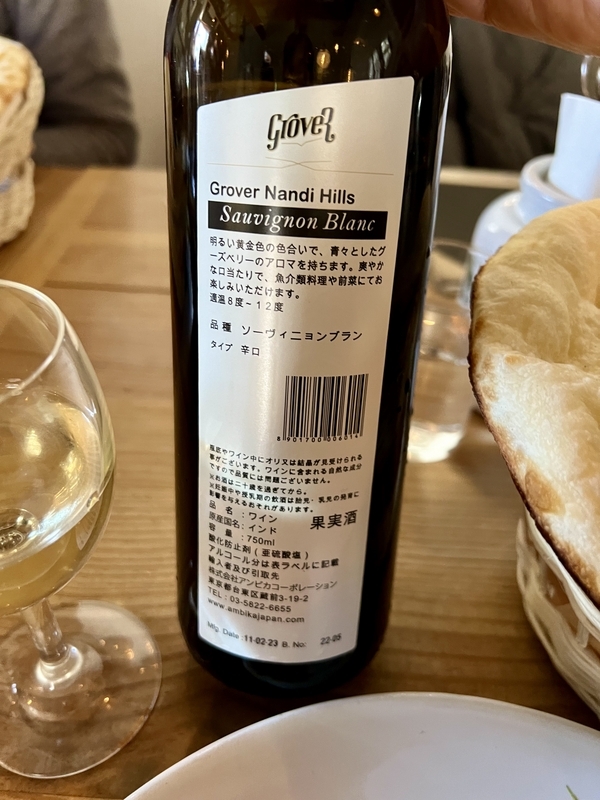 Grover
Grover Nandi Hills
Sauvignon Blanc
明るい黄金色の色合いで、青々としたグ
ーズベリーのアロマを持ちます。爽やか
な口当たりで、魚介類料理や前菜にてお
楽しみいただけます。
適温8度~12度
品種 ソーヴィニヨンブラン
タイプ 辛口
8901700006014
瓶底やワイン中にオリ又は結晶が見受けられる
事がございます。ワインに含まれる自然な成分
ですので品質には問題ございません。
※お酒は二十歳を過ぎてから。
※妊娠中や授乳期の飲酒は胎児・乳児の発育に
影響を与えるおそれがあります。
品 名:ワイン
果実酒
原産国名:インド
容 量:750ml
酸化防止剤(亜硫酸塩)
アルコール分は表ラベルに記載
輸入者及び引取先
株式会社アンビカコーポレーション
東京都台東区蔵前3-19-2
TEL:03-5822-6655
www.ambikajapan.com
Mfg. Date:11-02-23 B. No: 22-05